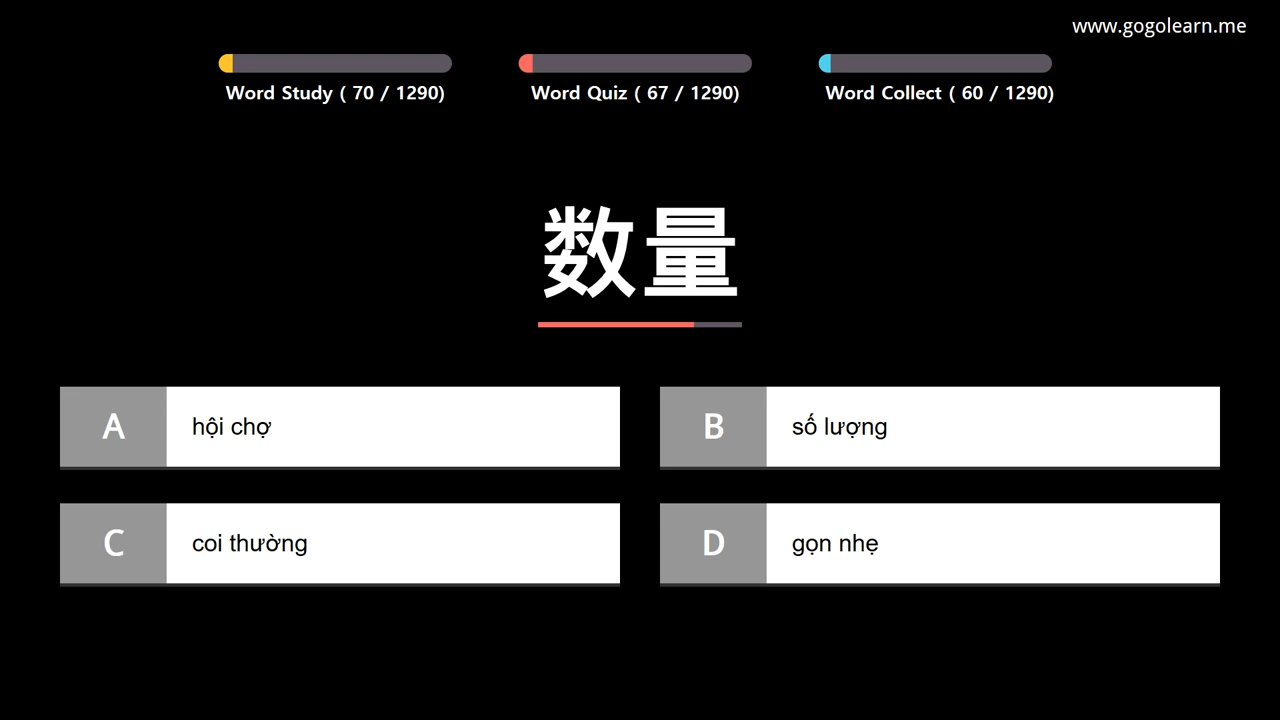 www.gogolearn.me
Word Study ( 70 / 1290)
Word Quiz ( 67 / 1290)
Word Collect ( 60 / 1290)
数量
A hội chợ
B số lượng
C coi thường
D gọn nhẹ